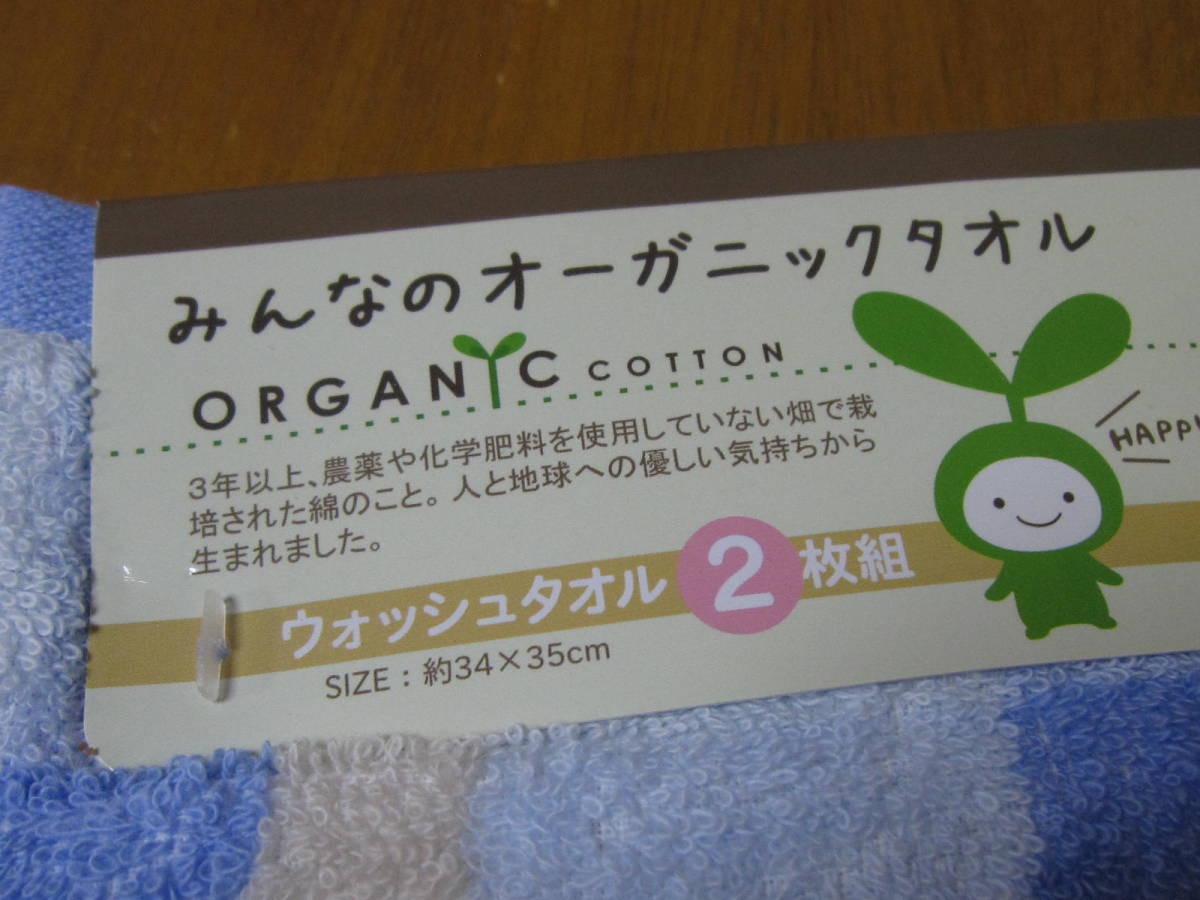 みんなのオーガニックタオル
ORGANIC COTTON
3年以上、農薬や化学肥料を使用していない畑で栽
培された綿のこと。人と地球への優しい気持ちから
生まれました。
HAPPY
ウォッシュタオル2枚組
SIZE：約34×35cm